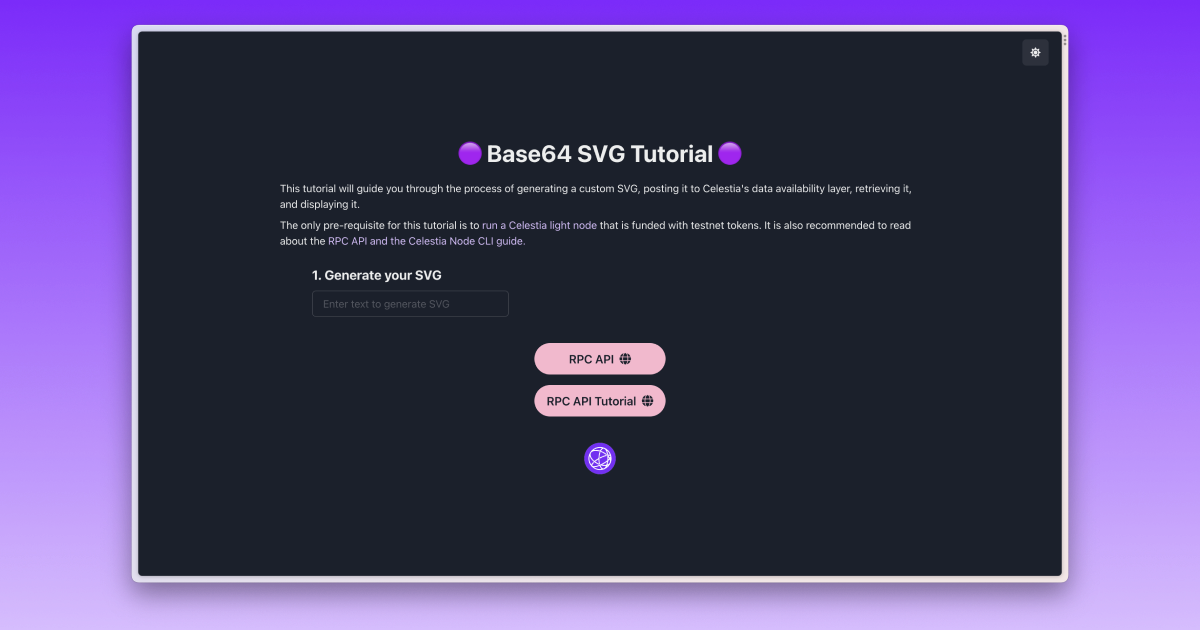 Base64 SVG Tutorial
This tutorial will guide you through the process of generating a custom SVG, posting it to Celestia's data availability layer, retrieving it,
and displaying it.
The only pre-requisite for this tutorial is to run a Celestia light node that is funded with testnet tokens. It is also recommended to read
about the RPC API and the Celestia Node CLI guide.
1. Generate your SVG
Enter text to generate SVG
RPC API
RPC API Tutorial